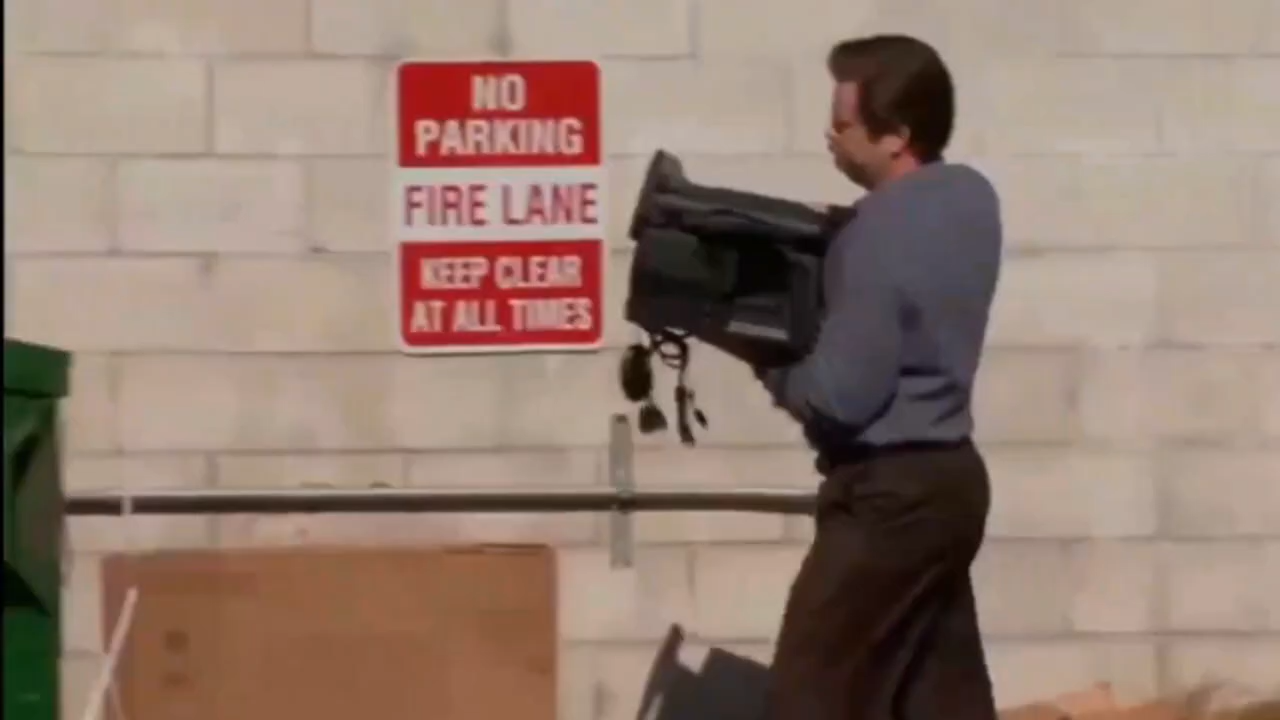 NO
PARKING
FIRE LANE
KEEP CLEAR
AT ALL TIMES